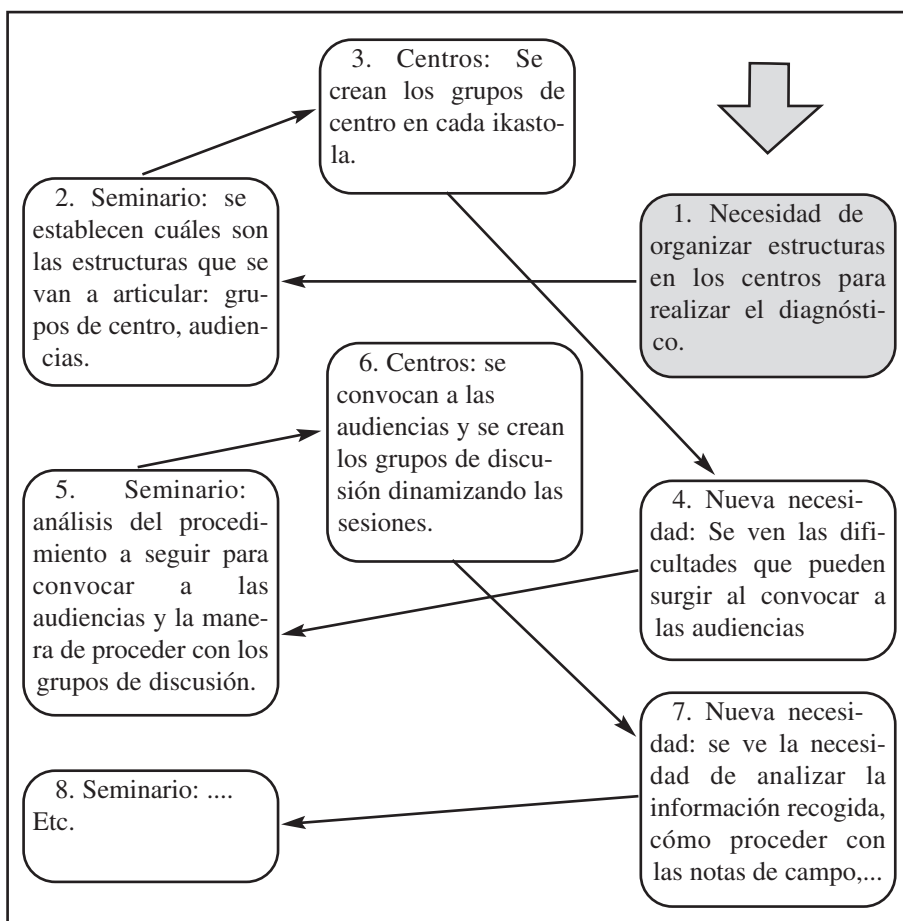 3. Centros: Se
crean los grupos de
centro en cada ikasto-
la.
2. Seminario: se
establecen cuáles son
las estructuras que se
van a articular: gru-
pos de centro, audien-
cias.
1. Necesidad de
organizar estructuras
en los centros para
realizar el diagnósti-
co.
6. Centros: se
convocan a las
audiencias y se crean
los grupos de discu-
sión dinamizando las
sesiones.
5. Seminario:
análisis del procedi-
miento a seguir para
convocar a las
audiencias y la mane-
ra de proceder con los
grupos de discusión.
4. Nueva necesi-
dad: Se ven las difi-
cultades que pueden
surgir al convocar a
las audiencias
7. Nueva necesi-
dad: se ve la necesi-
dad de analizar la
información recogida,
cómo proceder con
las notas de campo,...
8. Seminario: ....
Etc.